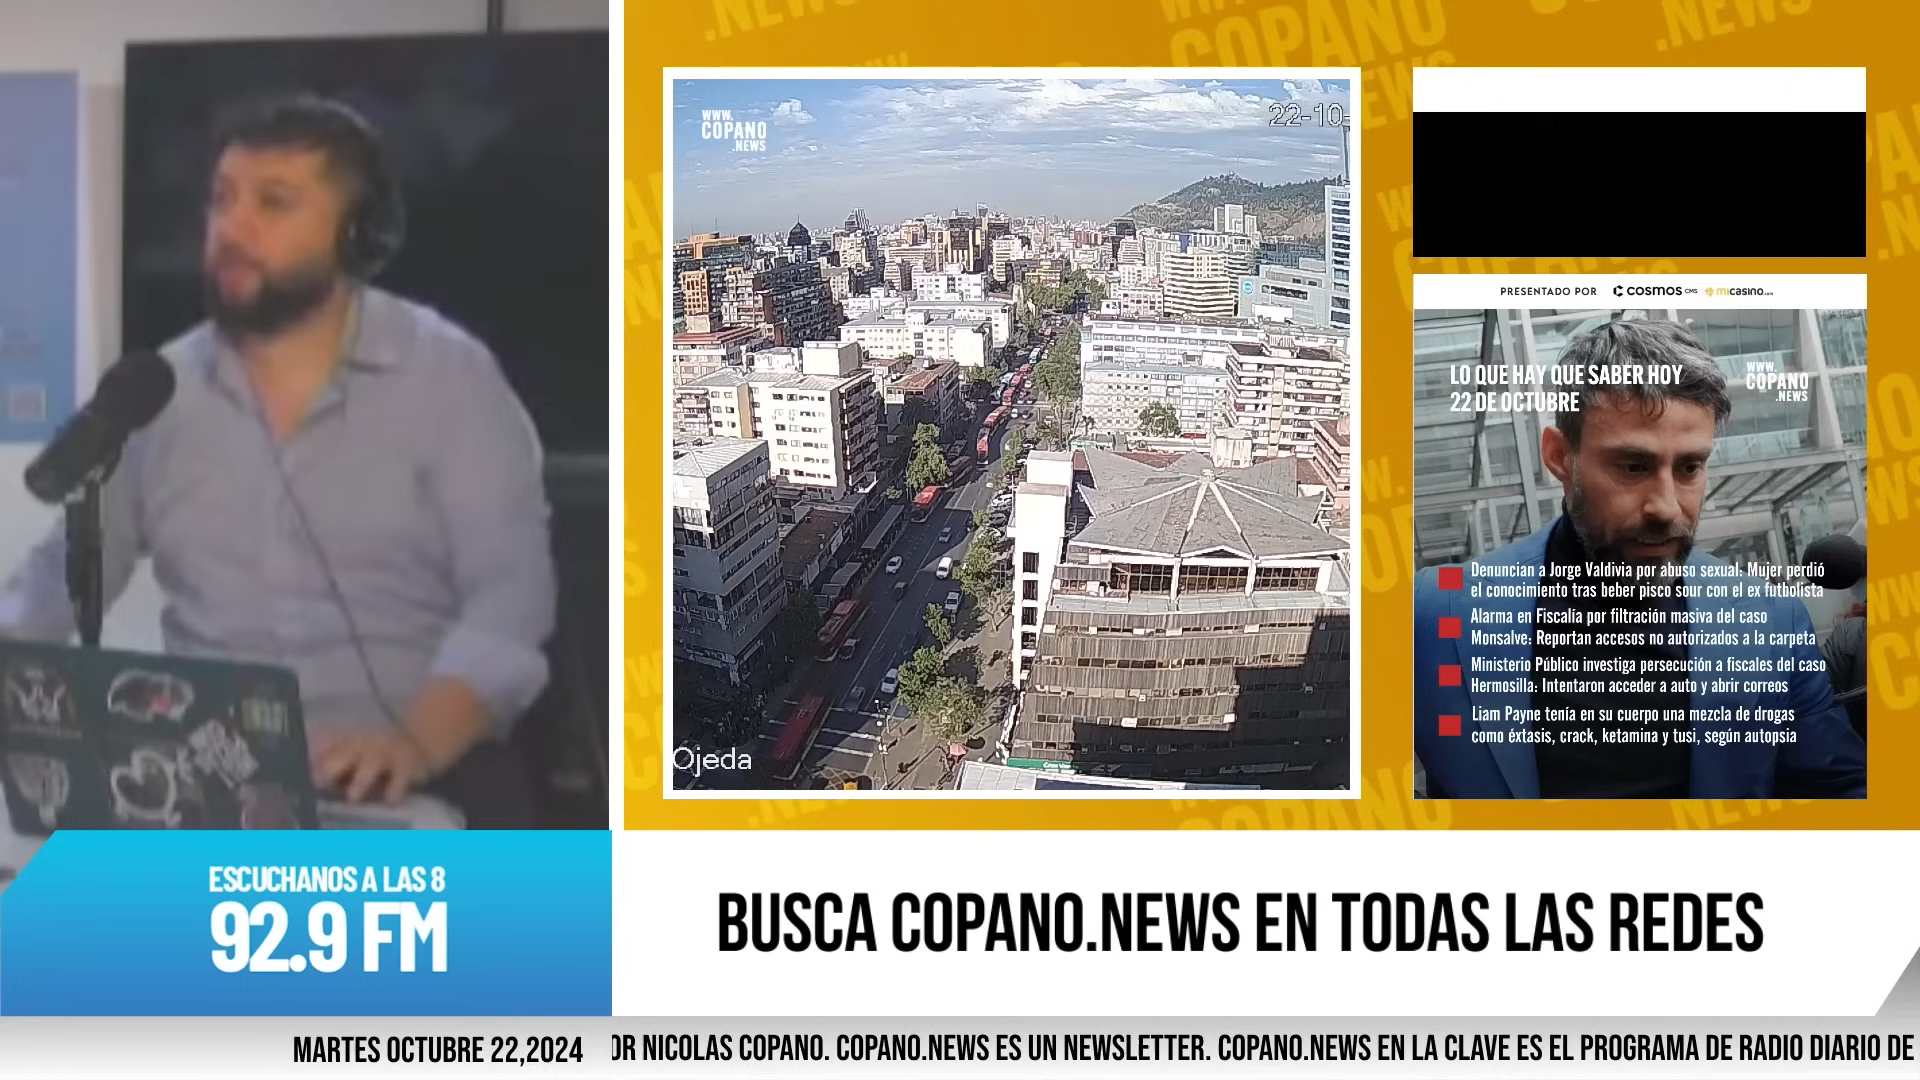 WWW.
COPANO
.NEWS
22-10-
Ojeda
PRESENTADO POR COSMOS CMS micasino.com
LO QUE HAY QUE SABER HOY
22 DE OCTUBRE
WWW.
COPANO
.NEWS
Denuncian a Jorge Valdivia por abuso sexual: Mujer perdió
el conocimiento tras beber pisco sour con el ex futbolista
Alarma en Fiscalía por filtración masiva del caso
Monsalve: Reportan accesos no autorizados a la carpeta
Ministerio Público investiga persecución a fiscales del caso
Hermosilla: Intentaron acceder a auto y abrir correos
Liam Payne tenía en su cuerpo una mezcla de drogas
como éxtasis, crack, ketamina y tusi, según autopsia
ESCUCHANOS A LAS 8
92.9 FM
BUSCA COPANO.NEWS EN TODAS LAS REDES
MARTES OCTUBRE 22,2024
OR NICOLAS COPANO. COPANO.NEWS ES UN NEWSLETTER. COPANO.NEWS EN LA CLAVE ES EL PROGRAMA DE RADIO DIARIO DE